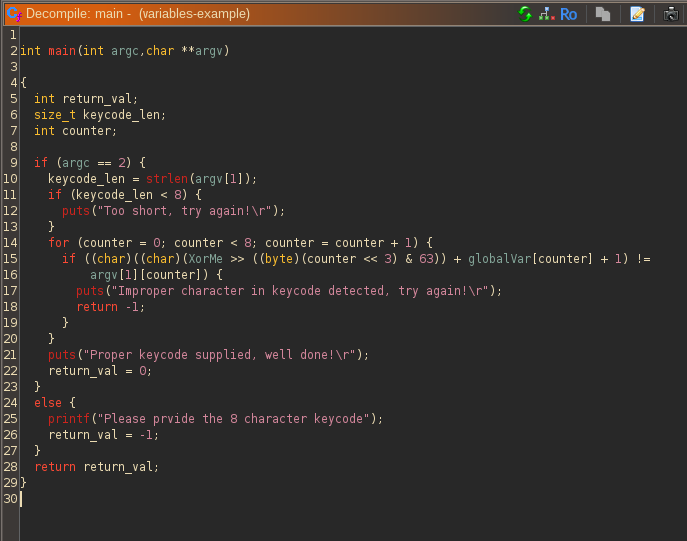 Decompile: main - (variables-example)
Ro
1
2 int main(int argc,char **argv)
3
4 {
5 int return_val;
6 size_t keycode_len;
7 int counter;
8
9 if (argc == 2) {
10 keycode_len = strlen(argv[1]);
11 if (keycode_len < 8) {
12 puts("Too short, try again!\r");
13 }
14 for (counter = 0; counter < 8; counter = counter + 1) {
15 if ((char)((char)(XorMe >> ((byte)(counter << 3) & 63)) + globalVar[counter] + 1) !=
16 argv[1][counter]) {
17 puts("Improper character in keycode detected, try again!\r");
18 return -1;
19 }
20 }
21 puts("Proper keycode supplied, well done!\r");
22 return_val = 0;
23 }
24 else {
25 printf("Please prvide the 8 character keycode");
26 return_val = -1;
27 }
28 return return_val;
29 }
30